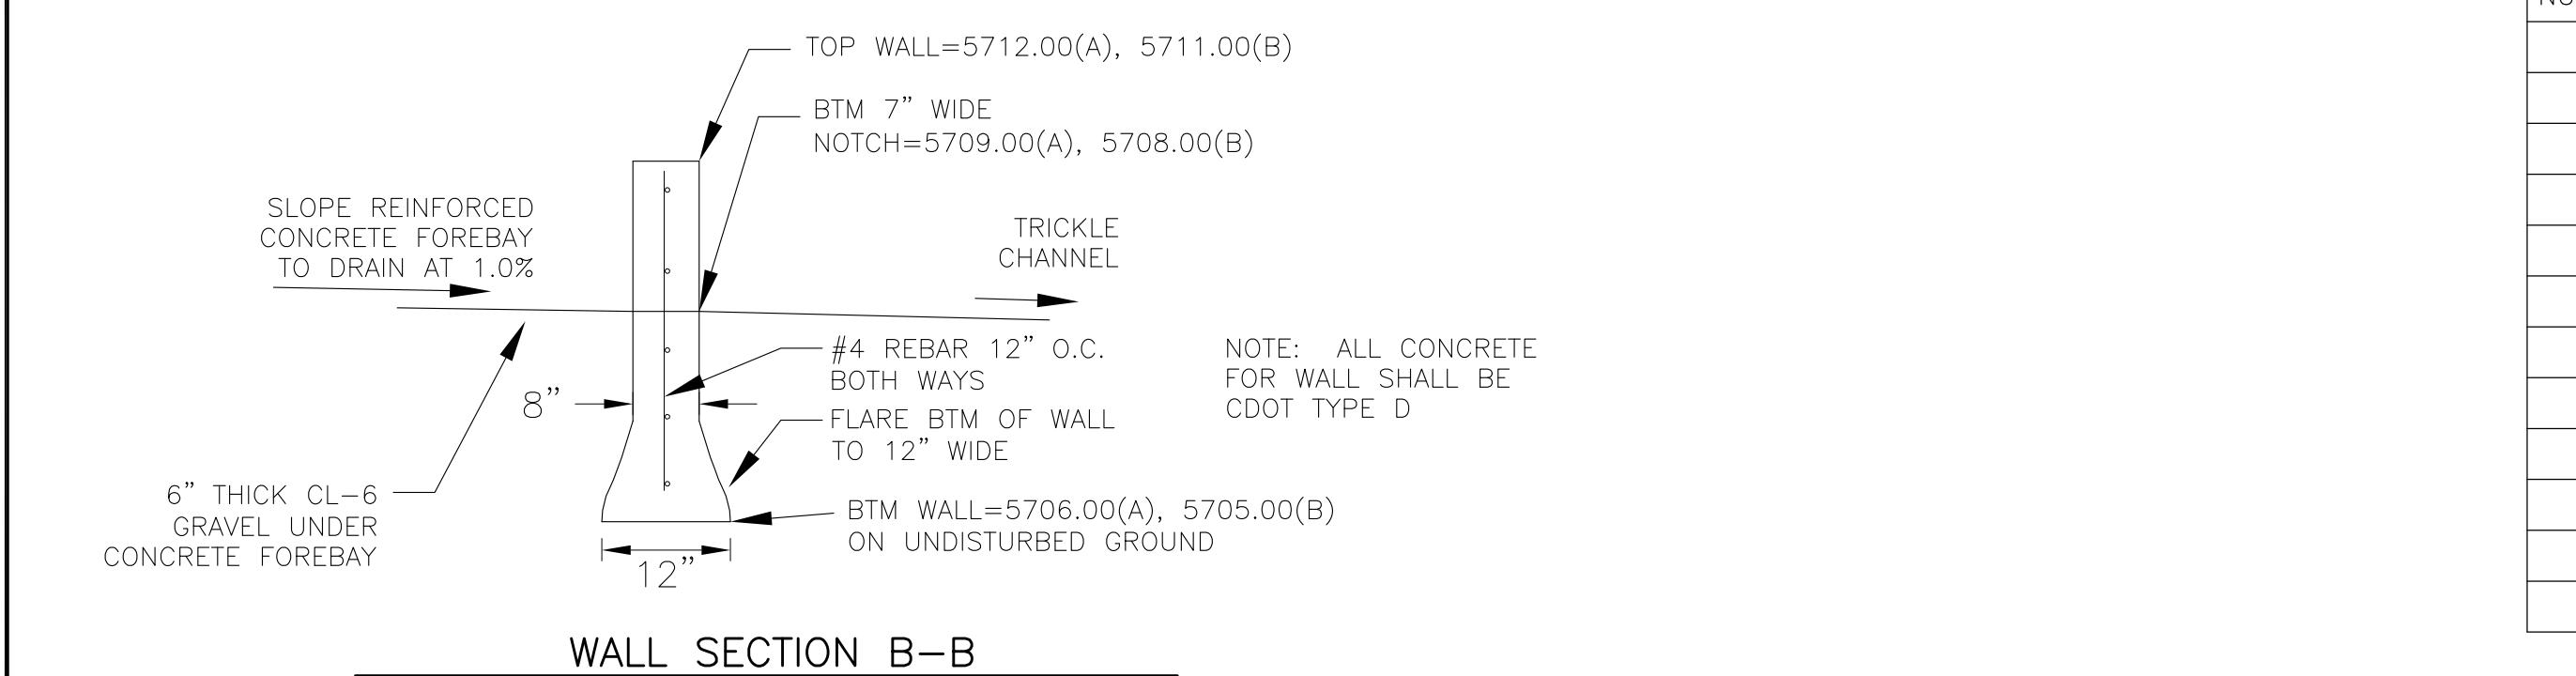 NO
TOP WALL=5712.00(A), 5711.00(B)
BTM 7” WIDE
NOTCH=5709.00(A), 5708.00(B)
SLOPE REINFORCED
CONCRETE FOREBAY
TO DRAIN AT 1.0%
TRICKLE
CHANNEL
#4 REBAR 12” O.C.
BOTH WAYS
NOTE: ALL CONCRETE
FOR WALL SHALL BE
CDOT TYPE D
8”
FLARE BTM OF WALL
TO 12” WIDE
6” THICK CL-6
GRAVEL UNDER
CONCRETE FOREBAY
BTM WALL=5706.00(A), 5705.00(B)
ON UNDISTURBED GROUND
12”
WALL SECTION B-B